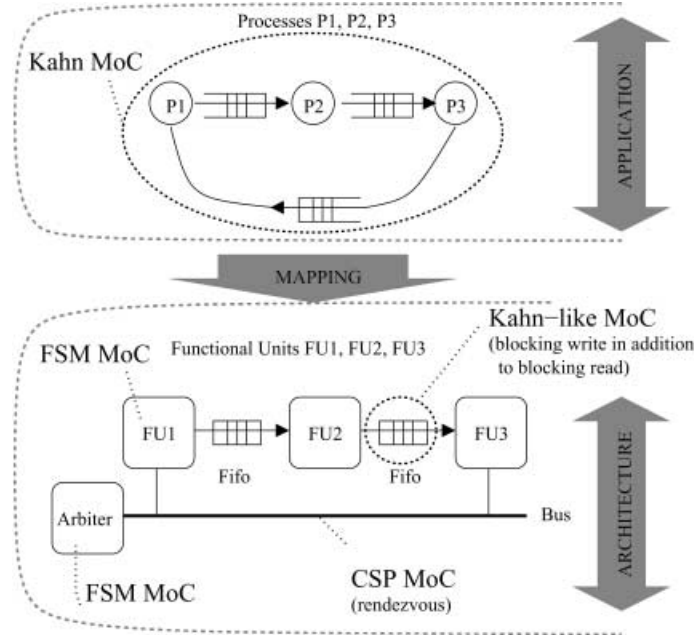 Processes P1, P2, P3
Kahn MoC
P1
P2
P3
APPLICATION
MAPPING
Kahn-like MoC
(blocking write in addition
to blocking read)
FSM MoC
Functional Units FU1, FU2, FU3
FU1
FU2
FU3
Fifo
Fifo
Arbiter
Bus
FSM MoC
CSP MoC
(rendezvous)
ARCHITECTURE